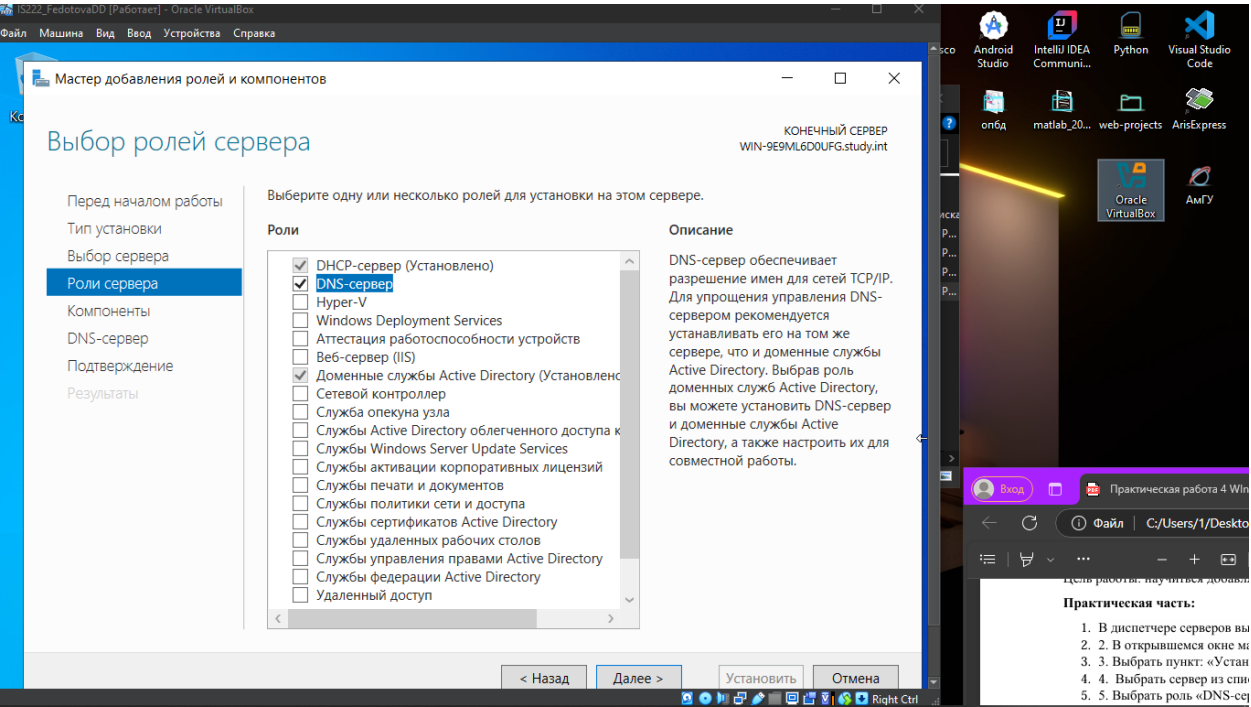 IS222_FedotovaDD [Работает] - Oracle VirtualBox
Файл Машина Вид Ввод Устройства Справка
Мастер добавления ролей и компонентов
Выбор ролей сервера
КОНЕЧНЫЙ СЕРВЕР
WIN-9E9ML6D0UFG.study.int
Перед началом работы
Тип установки
Выбор сервера
Роли сервера
Компоненты
DNS-сервер
Подтверждение
Результаты
Выберите одну или несколько ролей для установки на этом сервере.
Роли
DHCP-сервер (Установлено)
DNS-сервер
Hyper-V
Windows Deployment Services
Аттестация работоспособности устройств
Веб-сервер (IIS)
Доменные службы Active Directory (Установлено
Сетевой контроллер
Служба опекуна узла
Службы Active Directory облегченного доступа к
Службы Windows Server Update Services
Службы активации корпоративных лицензий
Службы печати и документов
Службы политики сети и доступа
Службы сертификатов Active Directory
Службы удаленных рабочих столов
Службы управления правами Active Directory
Службы федерации Active Directory
Удаленный доступ
Описание
DNS-сервер обеспечивает
разрешение имен для сетей TCP/IP.
Для упрощения управления DNS-
сервером рекомендуется
устанавливать его на том же
сервере, что и доменные службы
Active Directory. Выбрав роль
доменных служб Active Directory,
вы можете установить DNS-сервер
и доменные службы Active
Directory, а также настроить их для
совместной работы.
< Назад
Далее >
Установить
Отмена
Right Ctrl
sco
Android
Studio
IntelliJ IDEA
Communi...
Python
Visual Studio
Code
опбд
matlab_20...
web-projects
ArisExpress
Oracle
VirtualBox
АмГУ
иска
Р...
Р...
Р...
Р...
Вход
Практическая работа 4 WIn
Файл
C:/Users/1/Deskto
Цель работы: научиться добавл
Практическая часть:
1. В диспетчере серверов вы
2. 2. В открывшемся окне ма
3. 3. Выбрать пункт: «Устан
4. 4. Выбрать сервер из спи
5. 5. Выбрать роль «DNS-сер